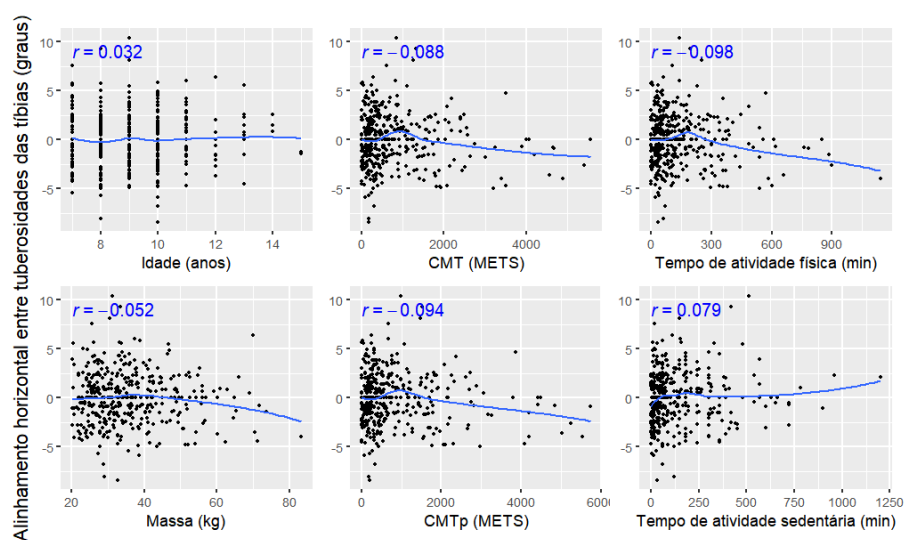 Alinhamento horizontal entre tuberosidades das tíbias (graus)
r = 0.032
10
5
0
-5
8 10 12 14
Idade (anos)
r = −0.088
10
5
0
-5
0 2000 4000
CMT (METS)
r = −0.098
10
5
0
-5
0 300 600 900
Tempo de atividade física (min)
r = −0.052
10
5
0
-5
20 40 60 80
Massa (kg)
r = −0.094
10
5
0
-5
0 2000 4000 6000
CMTp (METS)
r = 0.079
10
5
0
-5
0 250 500 750 1000 1250
Tempo de atividade sedentária (min)